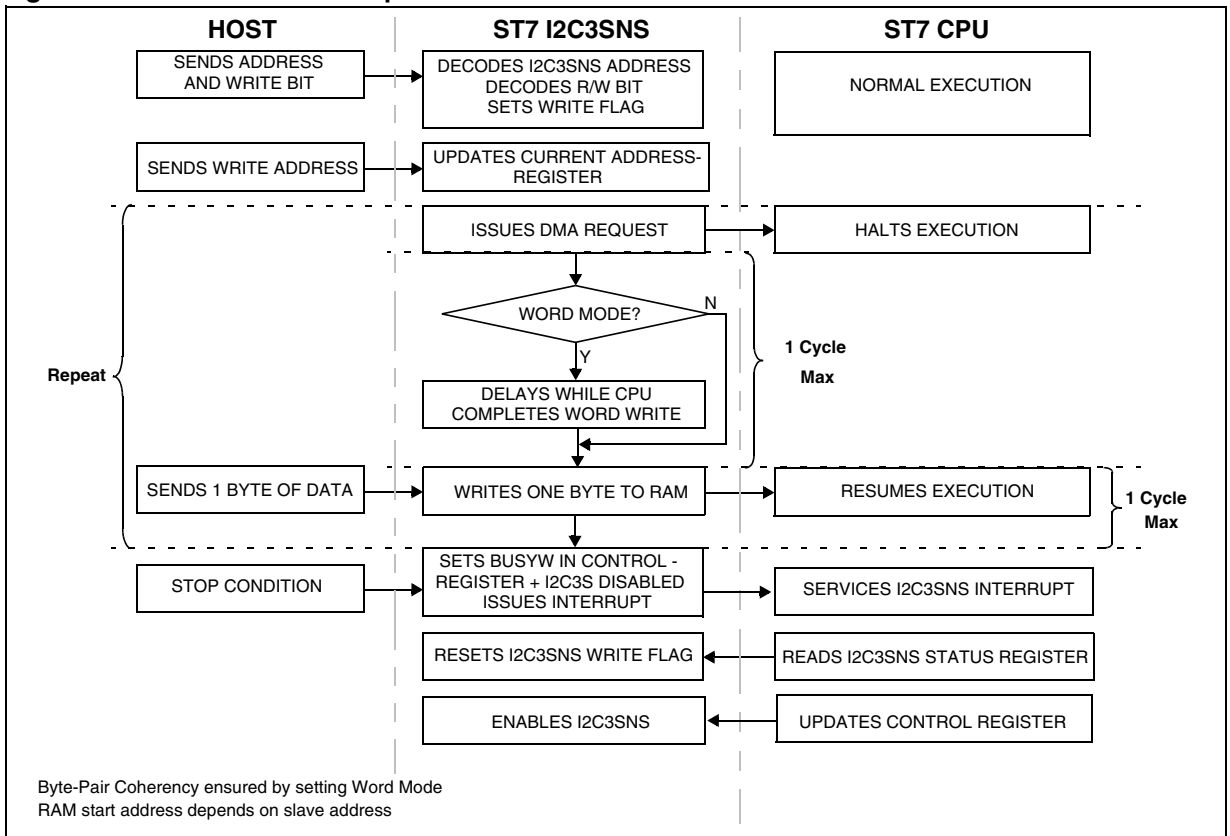 HOST
ST7 I2C3SNS
ST7 CPU
SENDS ADDRESS
AND WRITE BIT
DECODES I2C3SNS ADDRESS
DECODES R/W BIT
SETS WRITE FLAG
NORMAL EXECUTION
SENDS WRITE ADDRESS
UPDATES CURRENT ADDRESS-
REGISTER
ISSUES DMA REQUEST
HALTS EXECUTION
WORD MODE?
N
Y
1 Cycle
Max
Repeat
DELAYS WHILE CPU
COMPLETES WORD WRITE
SENDS 1 BYTE OF DATA
WRITES ONE BYTE TO RAM
RESUMES EXECUTION
1 Cycle
Max
STOP CONDITION
SETS BUSYW IN CONTROL -
REGISTER + I2C3S DISABLED
ISSUES INTERRUPT
SERVICES I2C3SNS INTERRUPT
RESETS I2C3SNS WRITE FLAG
READS I2C3SNS STATUS REGISTER
ENABLES I2C3SNS
UPDATES CONTROL REGISTER
Byte-Pair Coherency ensured by setting Word Mode
RAM start address depends on slave address